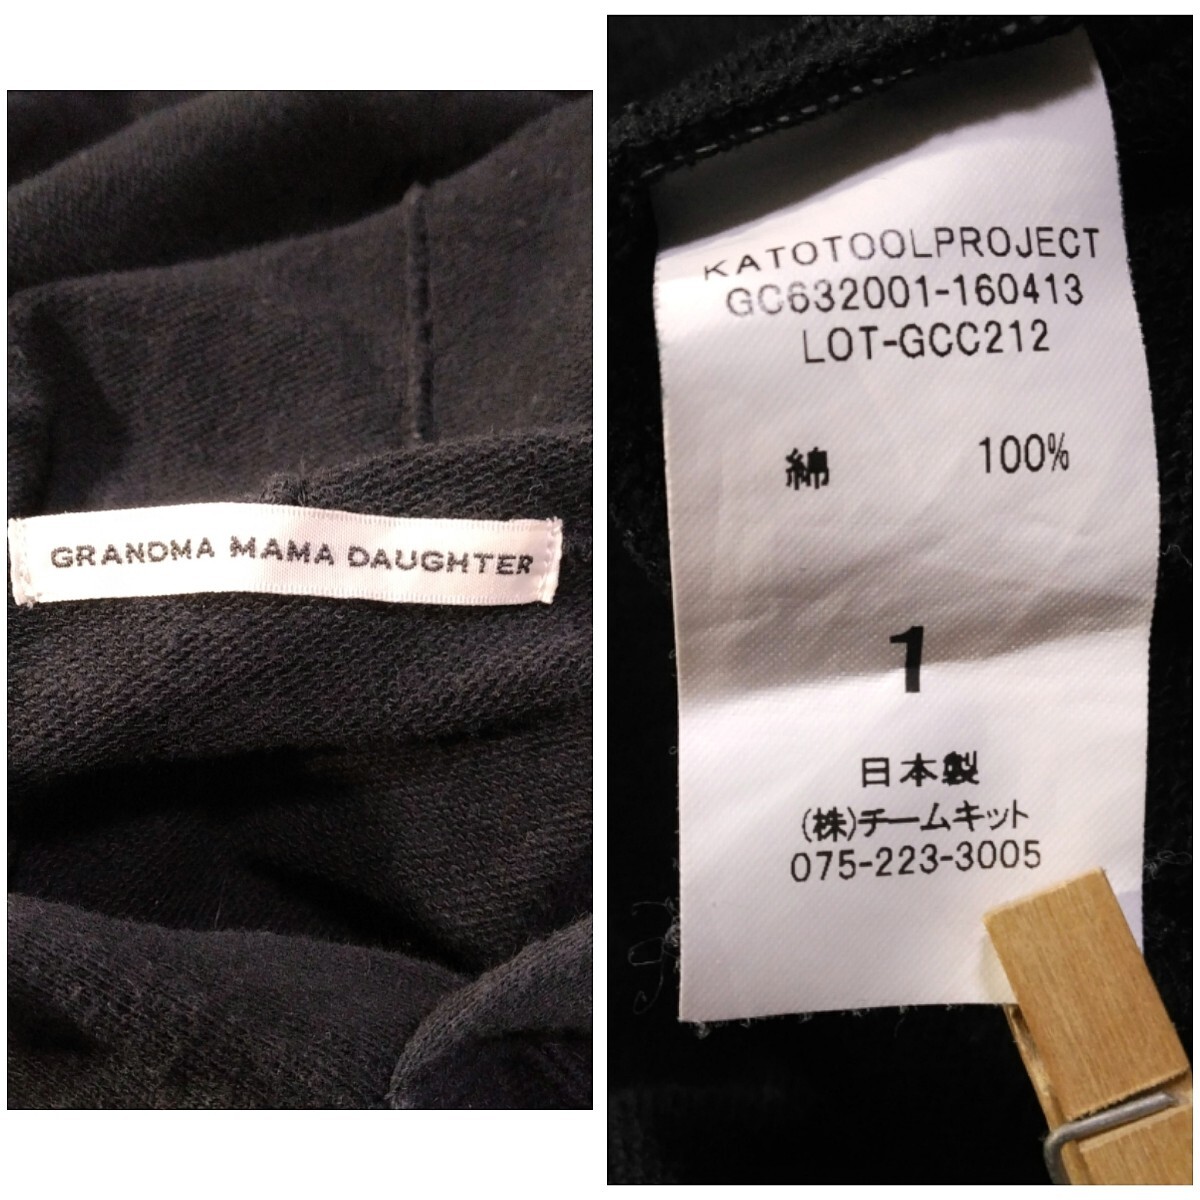 GRANDMA MAMA DAUGHTER
KATOTOOLPROJECT
GC632001-160413
LOT-GCC212
綿 100%
1
日本製
(株)チームキット
075-223-3005